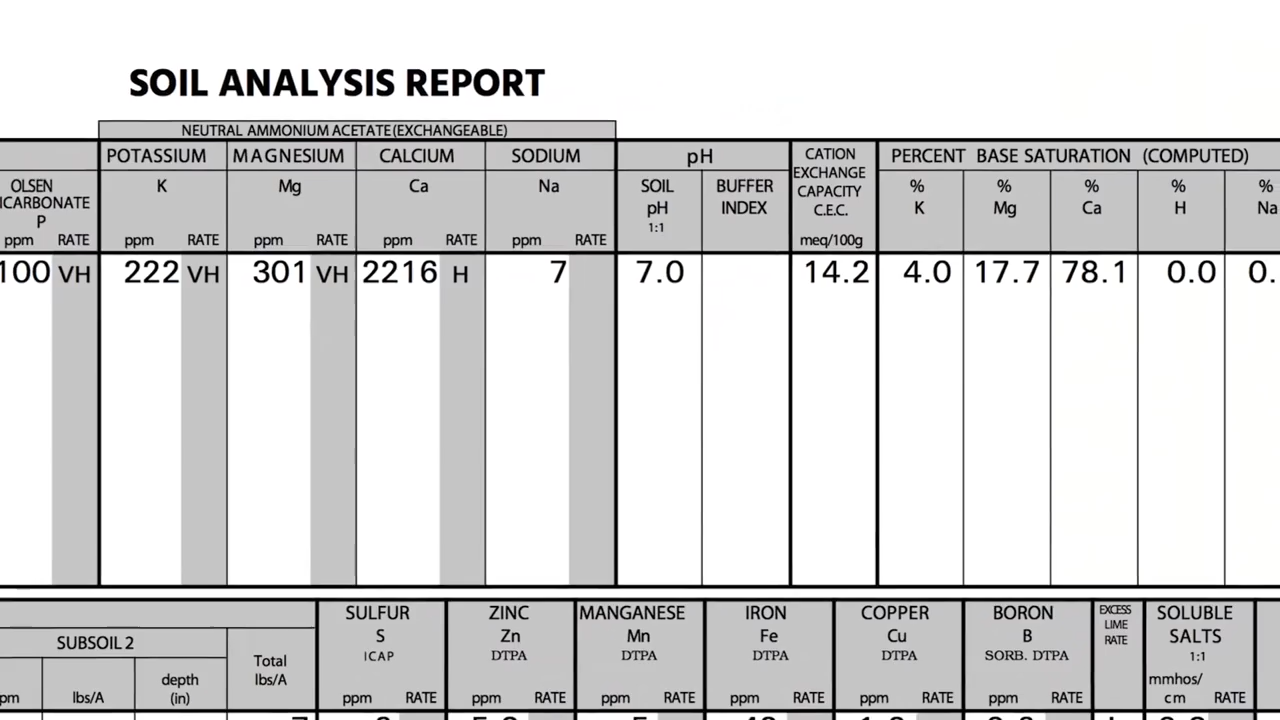 SOIL ANALYSIS REPORT
NEUTRAL AMMONIUM ACETATE (EXCHANGEABLE)
POTASSIUM MAGNESIUM CALCIUM SODIUM pH
CATION
EXCHANGE
CAPACITY
C.E.C.
meq/100g
PERCENT BASE SATURATION (COMPUTED)
OLSEN
P
ppm RATE
K
ppm RATE
Mg
ppm RATE
Ca
ppm RATE
Na
ppm RATE
SOIL
pH
1:1
BUFFER
INDEX
%
K
%
Mg
%
Ca
%
H
%
Na
100 VH 222 VH 301 VH 2216 H 7 7.0 14.2 4.0 17.7 78.1 0.0
SUBSOIL 2
lbs/A
depth
(in)
Total
lbs/A
SULFUR
S
ICAP
ppm RATE
ZINC
Zn
DTPA
ppm RATE
MANGANESE
Mn
DTPA
ppm RATE
IRON
Fe
DTPA
ppm RATE
COPPER
Cu
DTPA
ppm RATE
BORON
B
SORB. DTPA
ppm RATE
EXCESS
LIME
RATE
SOLUBLE
SALTS
1:1
mmhos/
cm RATE